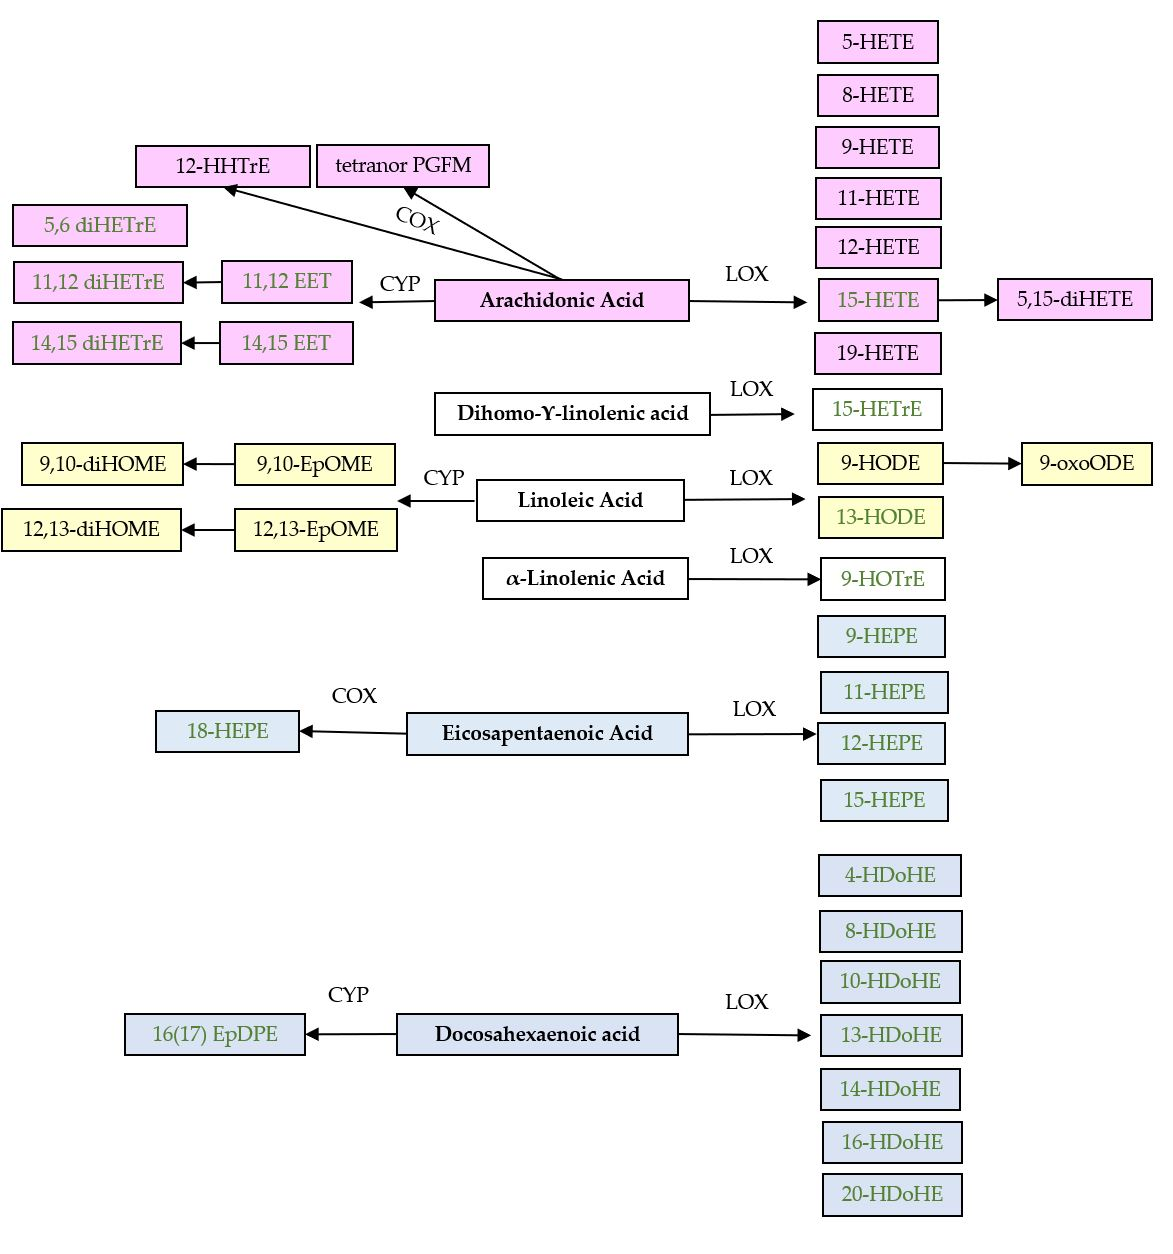 5-HETE
8-HETE
9-HETE
12-HHTrE
tetranor PGFM
11-HETE
COX
5,6 diHETrE
12-HETE
11,12 diHETrE
11,12 EET
CYP
Arachidonic Acid
LOX
15-HETE
5,15-diHETE
14,15 diHETrE
14,15 EET
19-HETE
Dihomo-ϒ-linolenic acid
LOX
15-HETrE
9,10-diHOME
9,10-EpOME
9-HODE
9-oxoODE
CYP
Linoleic Acid
LOX
12,13-diHOME
12,13-EpOME
13-HODE
α-Linolenic Acid
LOX
9-HOTrE
9-HEPE
11-HEPE
COX
18-HEPE
Eicosapentaenoic Acid
LOX
12-HEPE
15-HEPE
4-HDoHE
8-HDoHE
10-HDoHE
CYP
16(17) EpDPE
Docosahexaenoic acid
LOX
13-HDoHE
14-HDoHE
16-HDoHE
20-HDoHE